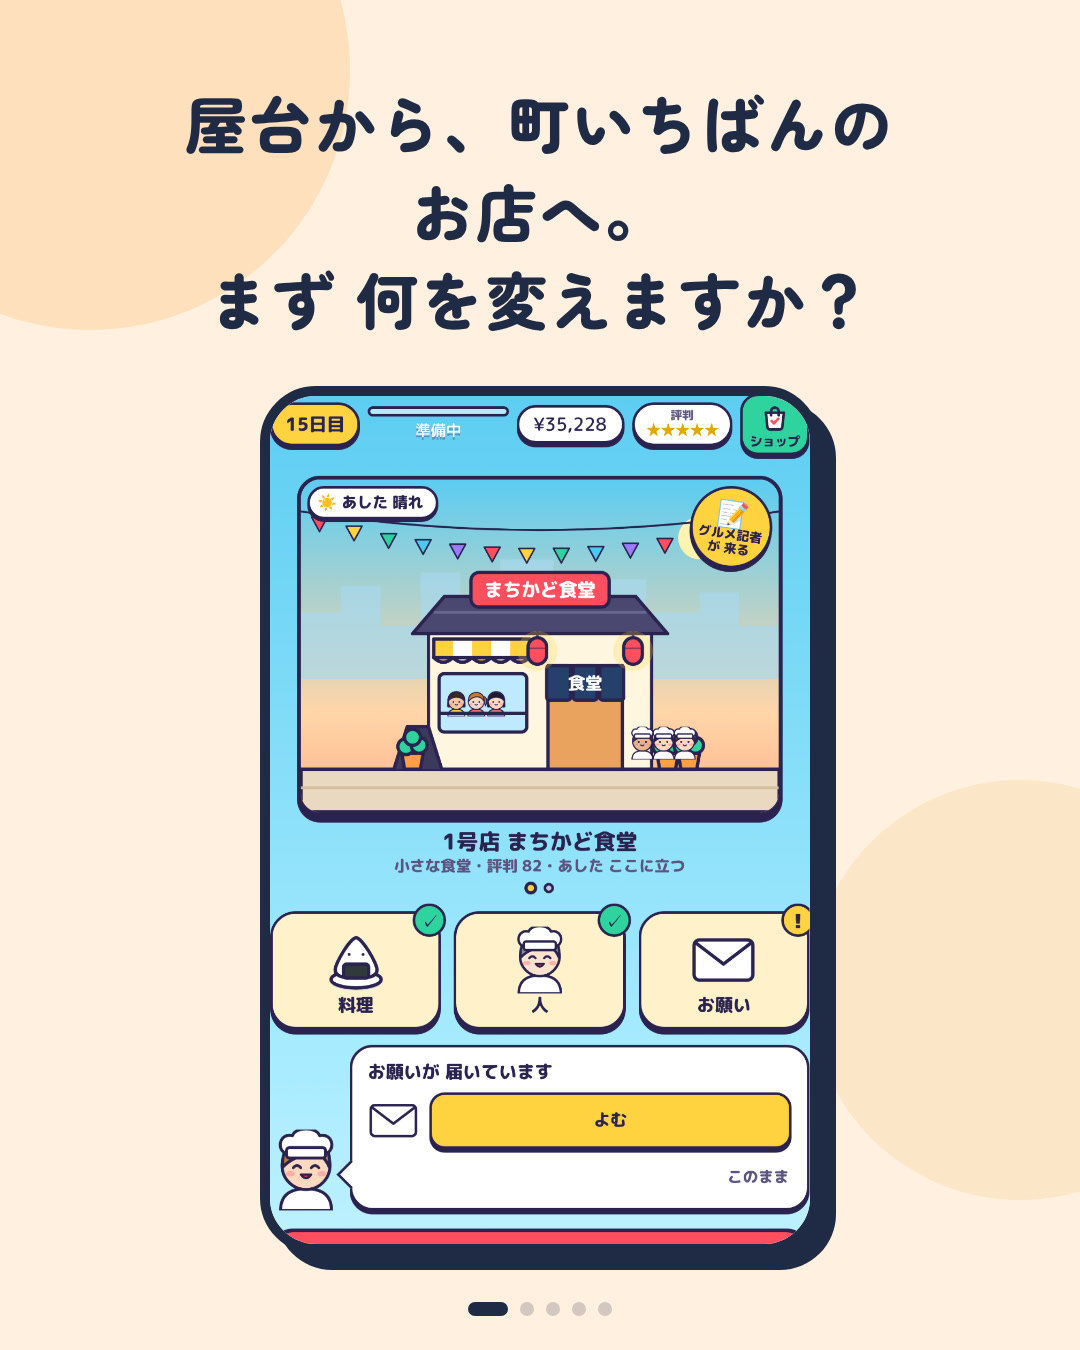 屋台から、町いちばんの
お店へ。
まず 何を変えますか？
15日目
準備中
¥35,228
評判
★★★★★
ショップ
あした 晴れ
グルメ記者
が 来る
まちかど食堂
食堂
1号店 まちかど食堂
小さな食堂・評判 82・あした ここに立つ
料理
人
お願い
!
お願いが 届いています
よむ
このまま